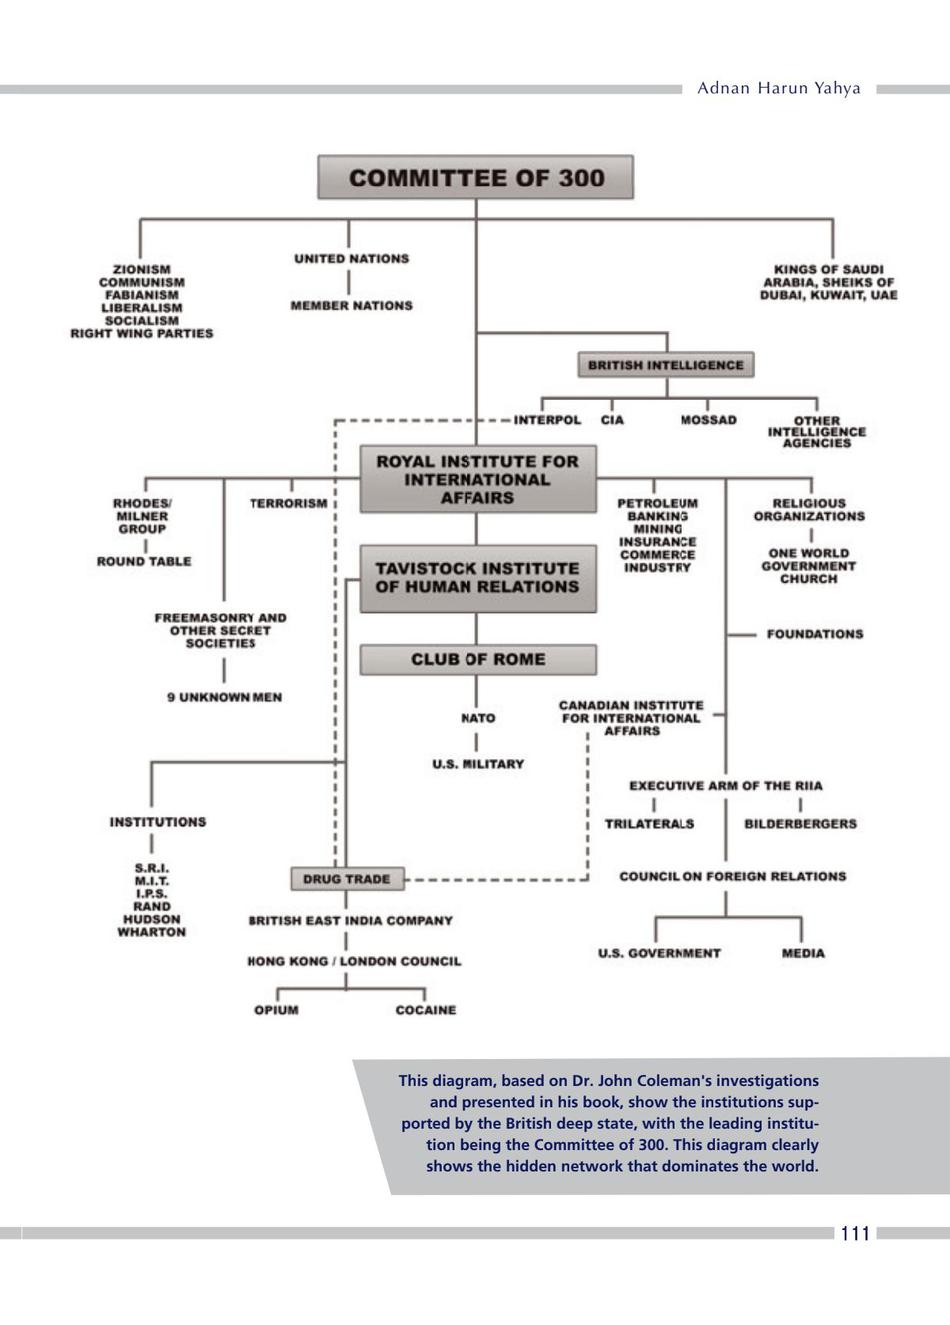 Adnan Harun Yahya
COMMITTEE OF 300
ZIONISM
COMMUNISM
FABIANISM
LIBERALISM
SOCIALISM
RIGHT WING PARTIES
UNITED NATIONS
MEMBER NATIONS
KINGS OF SAUDI
ARABIA, SHEIKS OF
DUBAI, KUWAIT, UAE
BRITISH INTELLIGENCE
INTERPOL
CIA
MOSSAD
OTHER
INTELLIGENCE
AGENCIES
ROYAL INSTITUTE FOR
INTERNATIONAL
AFFAIRS
RHODES/
MILNER
GROUP
ROUND TABLE
TERRORISM
FREEMASONRY AND
OTHER SECRET
SOCIETIES
9 UNKNOWN MEN
PETROLEUM
BANKING
MINING
INSURANCE
COMMERCE
INDUSTRY
RELIGIOUS
ORGANIZATIONS
ONE WORLD
GOVERNMENT
CHURCH
TAVISTOCK INSTITUTE
OF HUMAN RELATIONS
FOUNDATIONS
CLUB OF ROME
NATO
U.S. MILITARY
CANADIAN INSTITUTE
FOR INTERNATIONAL
AFFAIRS
EXECUTIVE ARM OF THE RIIA
TRILATERALS
BILDERBERGERS
INSTITUTIONS
S.R.I.
M.I.T.
I.P.S.
RAND
HUDSON
WHARTON
DRUG TRADE
BRITISH EAST INDIA COMPANY
HONG KONG / LONDON COUNCIL
OPIUM
COCAINE
COUNCIL ON FOREIGN RELATIONS
U.S. GOVERNMENT
MEDIA
This diagram, based on Dr. John Coleman's investigations
and presented in his book, show the institutions sup-
ported by the British deep state, with the leading institu-
tion being the Committee of 300. This diagram clearly
shows the hidden network that dominates the world.
111